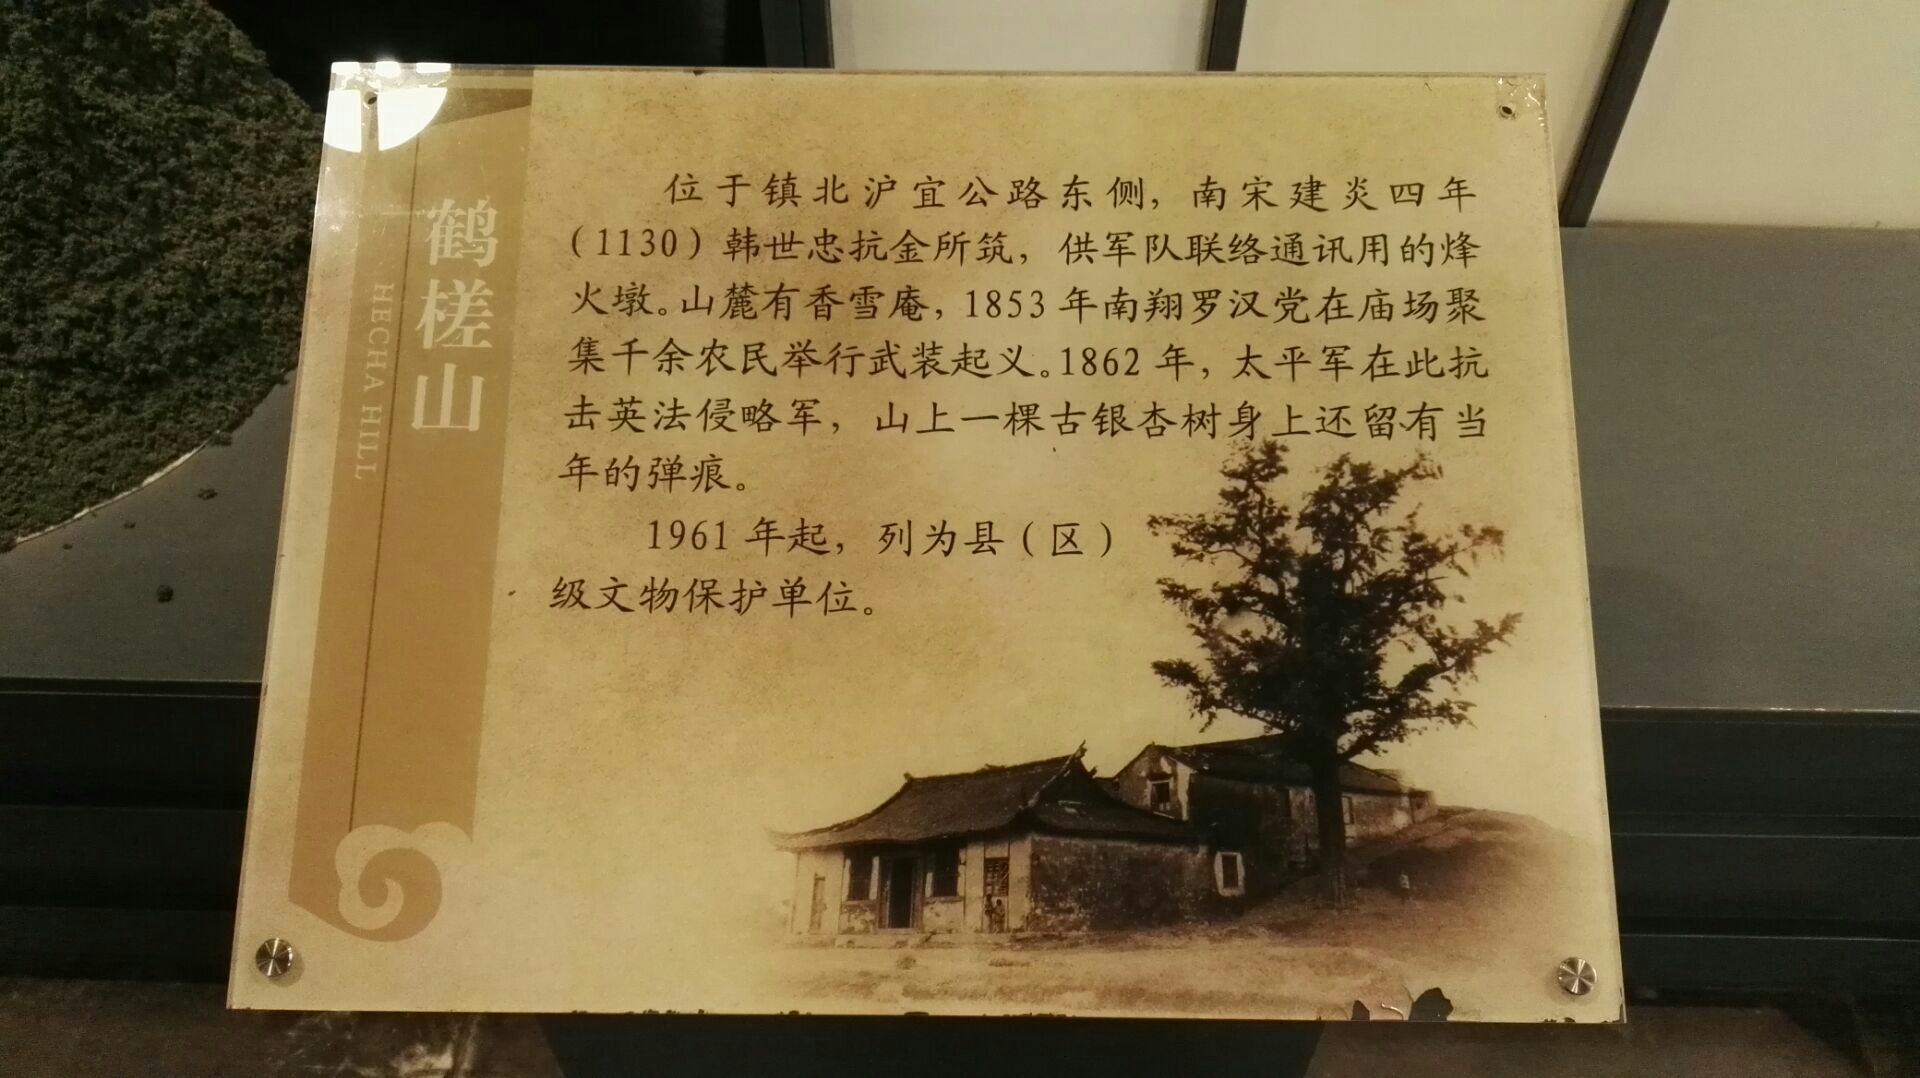 鹤槎山
HECHA HILL
位于镇北沪宜公路东侧，南宋建炎四年
（1130）韩世忠抗金所筑，供军队联络通讯用的烽
火墩。山麓有香雪庵，1853年南翔罗汉党在庙场聚
集千余农民举行武装起义。1862年，太平军在此抗
击英法侵略军，山上一棵古银杏树身上还留有当
年的弹痕。
1961年起，列为县（区）
级文物保护单位。